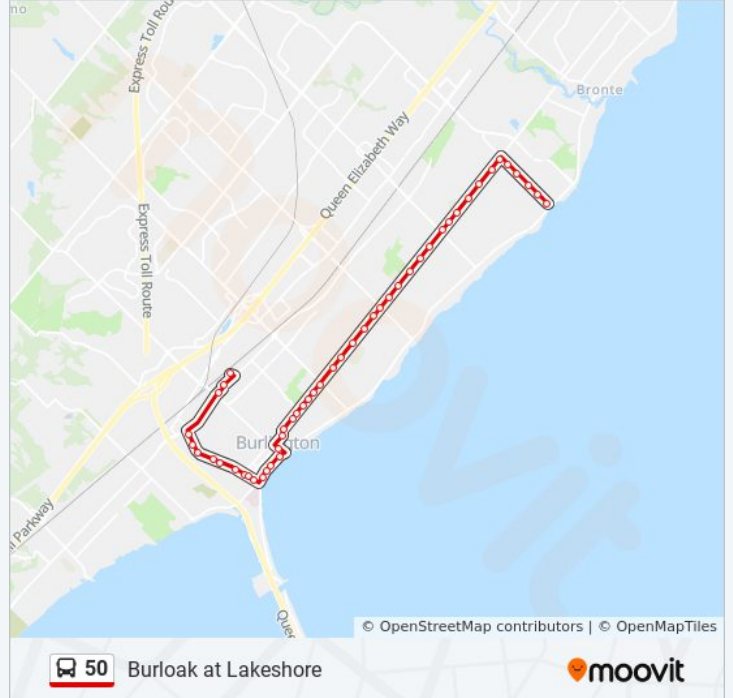 no
Express Toll Route
Bronte
Queen Elizabeth Way
Express Toll Route
Burlington
Parkway
© OpenStreetMap contributors | © OpenMapTiles
50 Burloak at Lakeshore
moovit